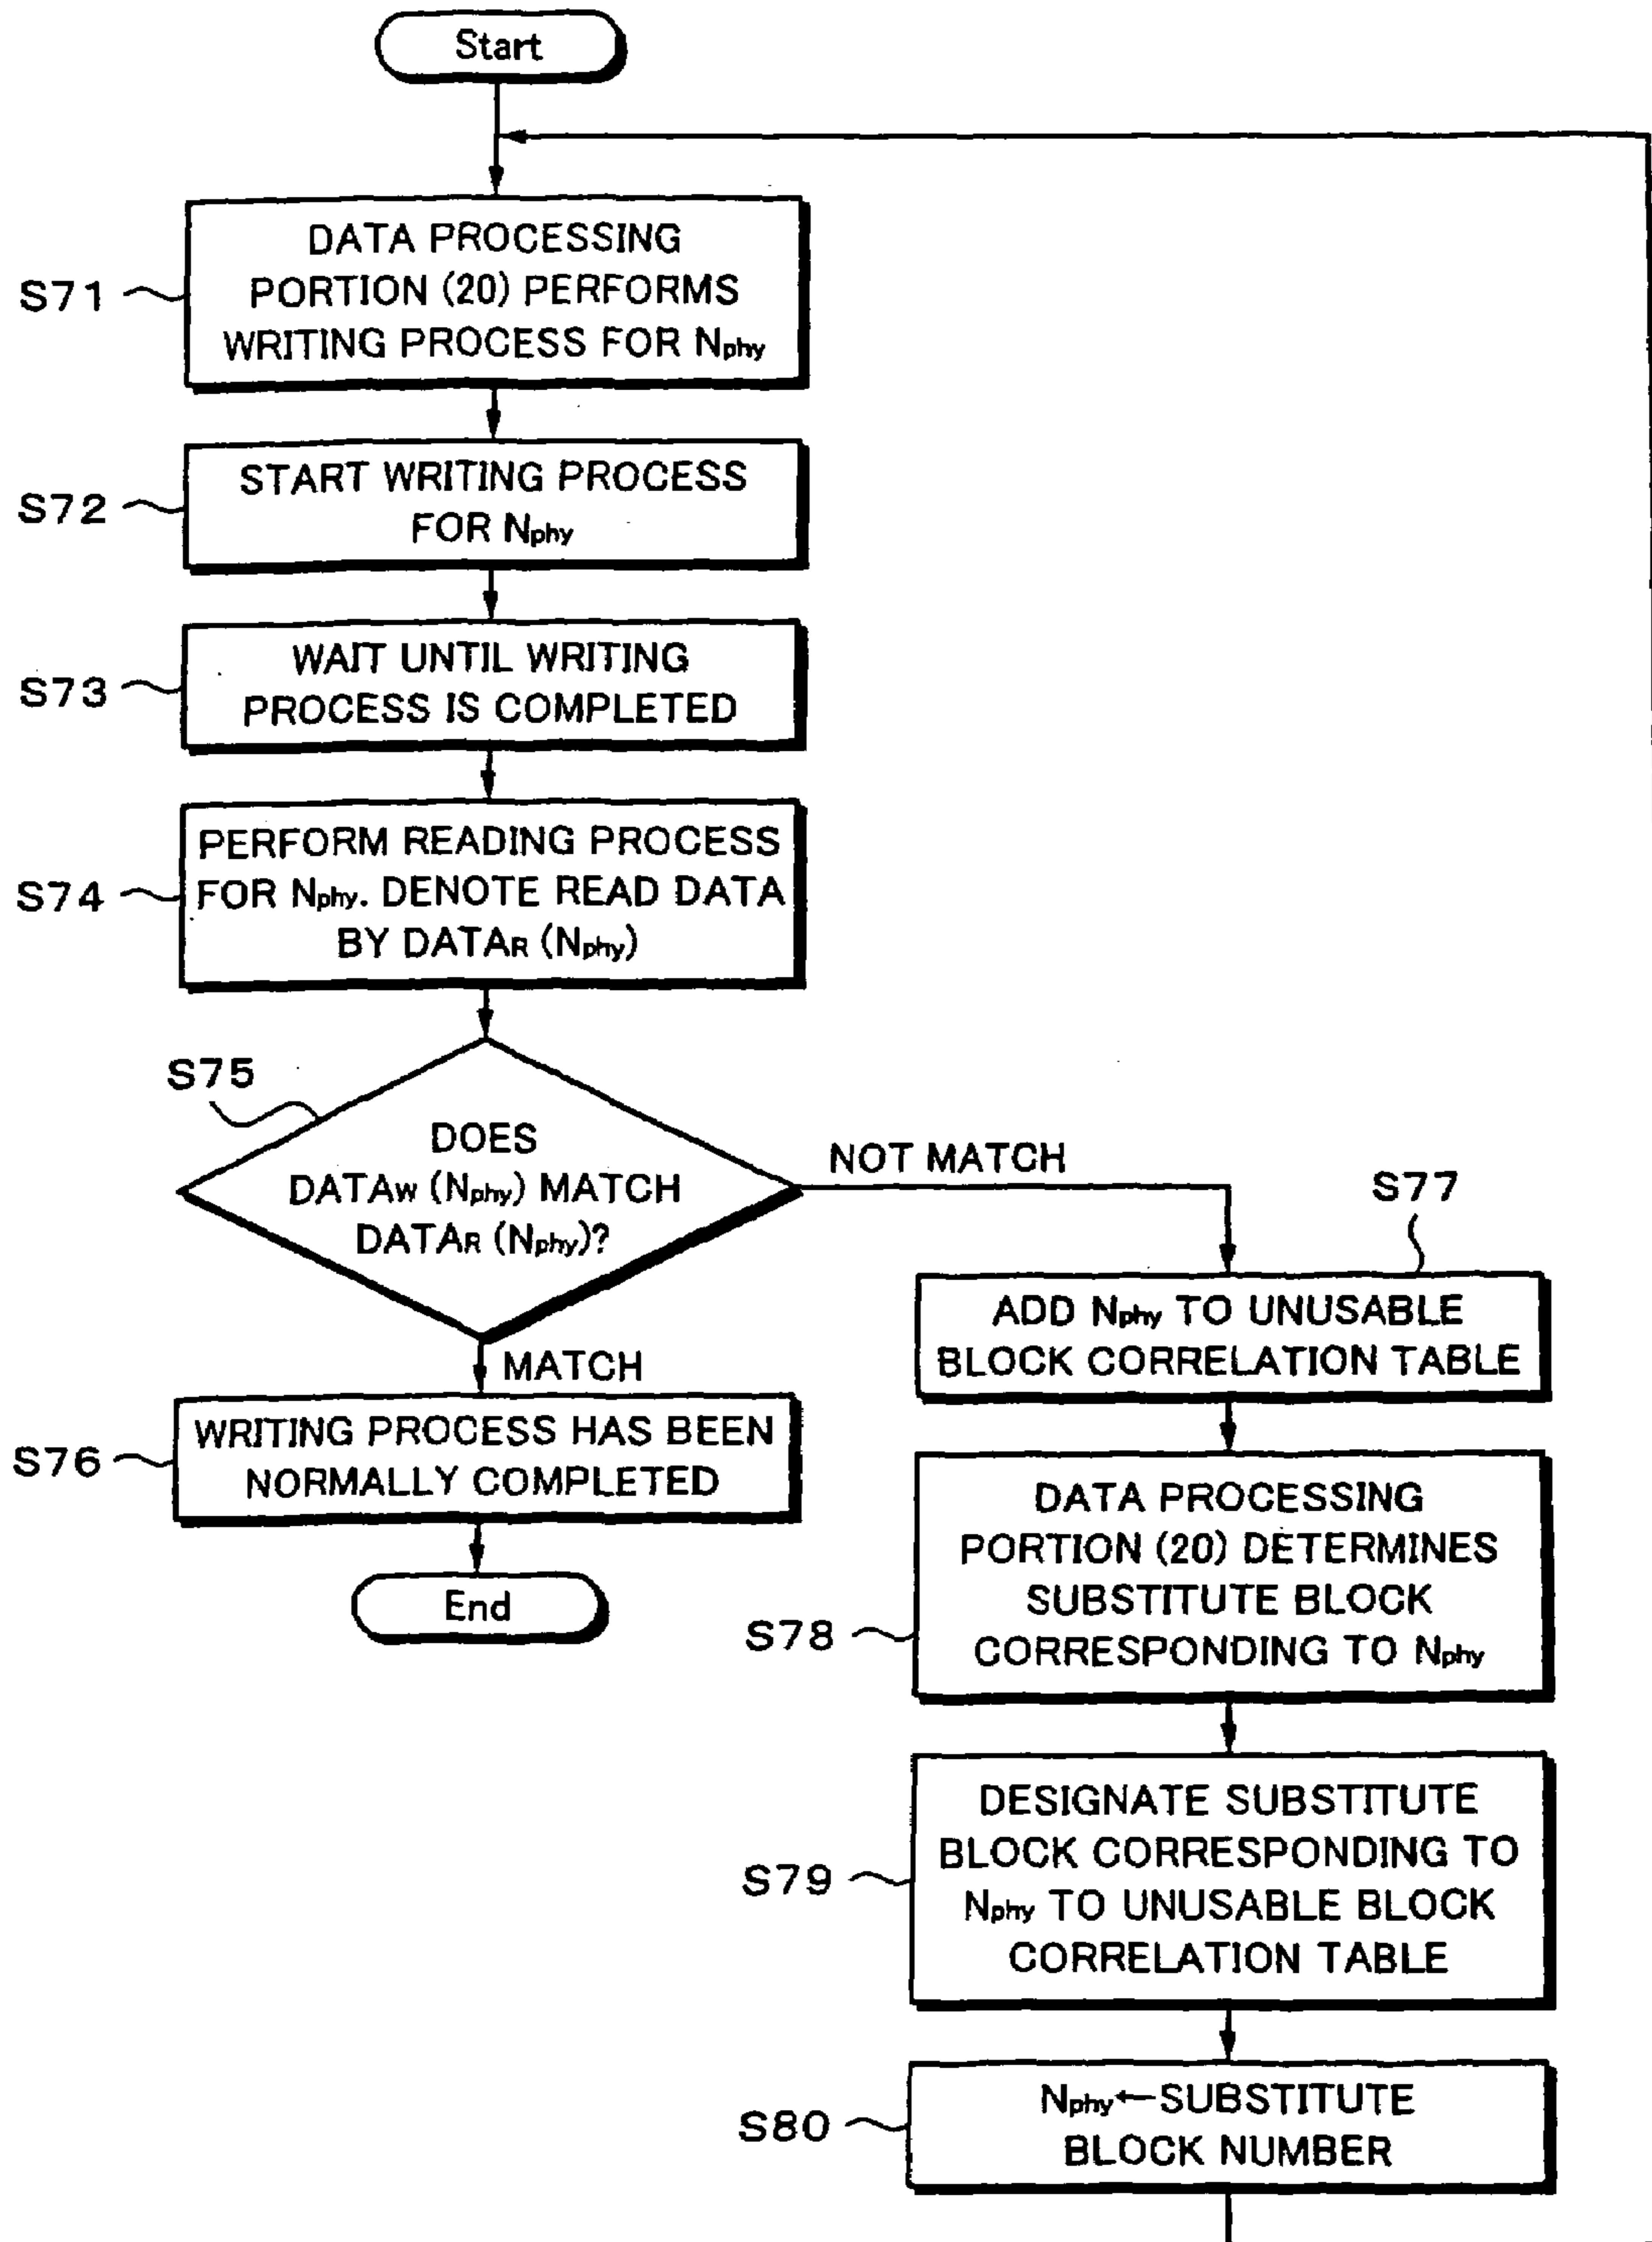 Start
S71
DATA PROCESSING
PORTION (20) PERFORMS
WRITING PROCESS FOR Nphy
S72
START WRITING PROCESS
FOR Nphy
S73
WAIT UNTIL WRITING
PROCESS IS COMPLETED
S74
PERFORM READING PROCESS
FOR Nphy. DENOTE READ DATA
BY DATAR (Nphy)
S75
DOES
DATAW (Nphy) MATCH
DATAR (Nphy)?
NOT MATCH
MATCH
S76
WRITING PROCESS HAS BEEN
NORMALLY COMPLETED
End
S77
ADD Nphy TO UNUSABLE
BLOCK CORRELATION TABLE
S78
DATA PROCESSING
PORTION (20) DETERMINES
SUBSTITUTE BLOCK
CORRESPONDING TO Nphy
S79
DESIGNATE SUBSTITUTE
BLOCK CORRESPONDING TO
Nphy TO UNUSABLE BLOCK
CORRELATION TABLE
S80
Nphy←SUBSTITUTE
BLOCK NUMBER